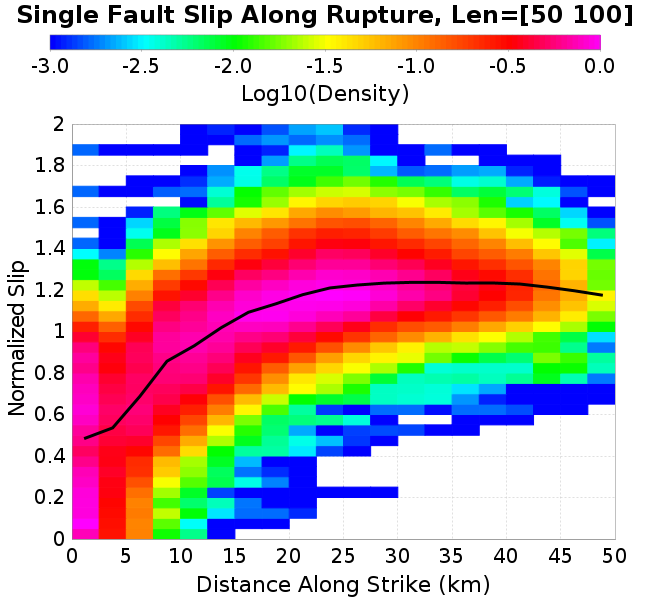 Single Fault Slip Along Rupture, Len=[50 100]
-3.0 -2.5 -2.0 -1.5 -1.0 -0.5 0.0
Log10(Density)
2
1.8
1.6
1.4
1.2
1
0.8
0.6
0.4
0.2
0
Normalized Slip
0 5 10 15 20 25 30 35 40 45 50
Distance Along Strike (km)